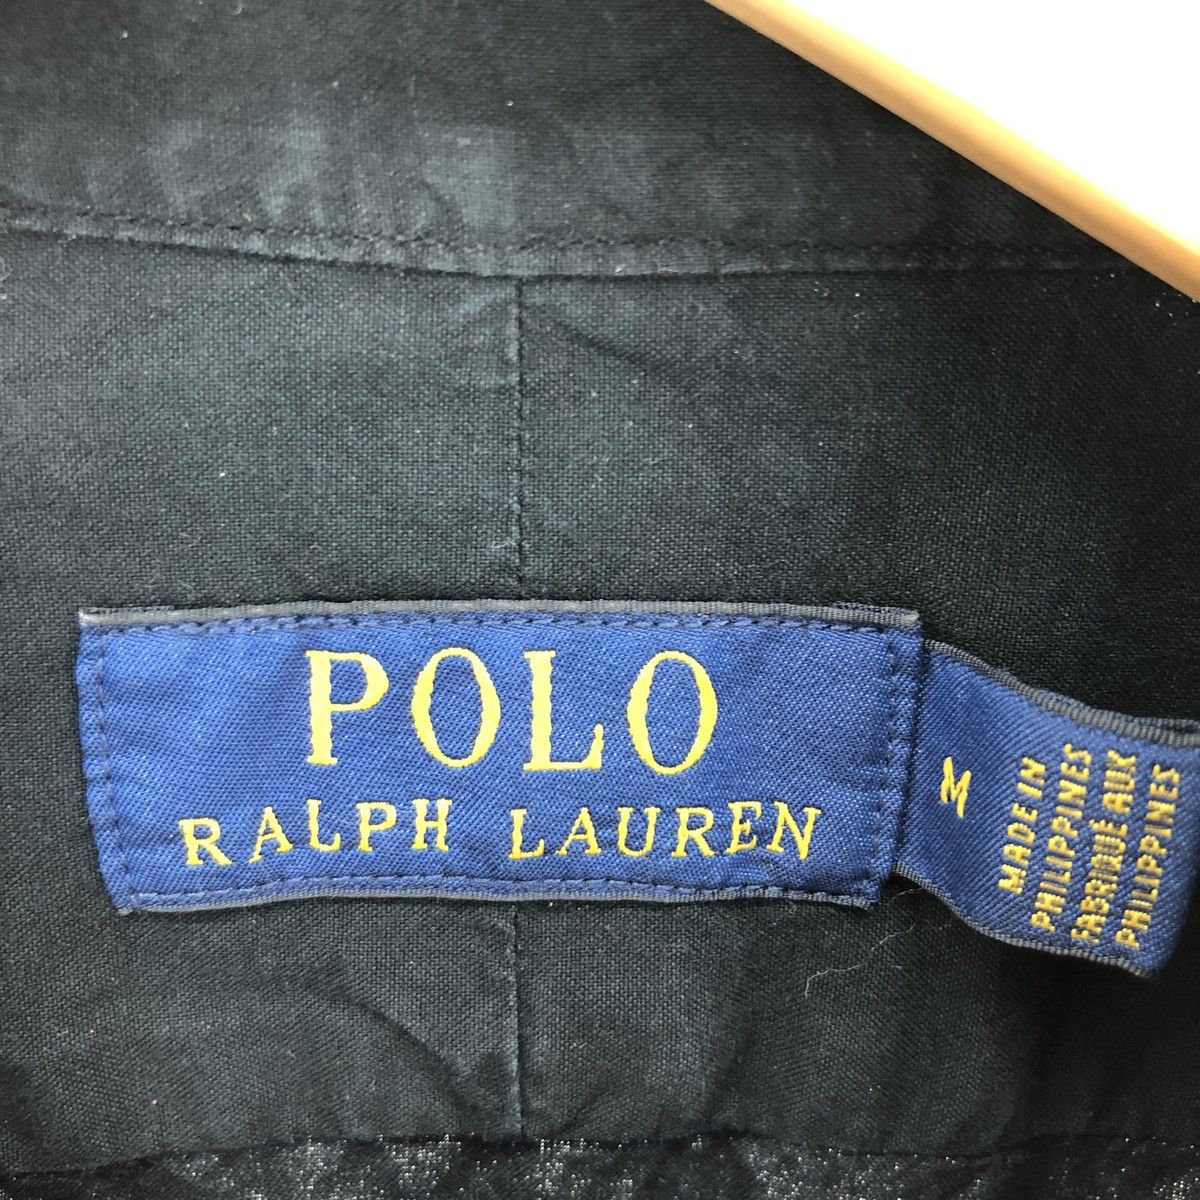 POLO
RALPH LAUREN
M
MADE IN
PHILIPPINES
FABRIQUÉ AUX
PHILIPPINES